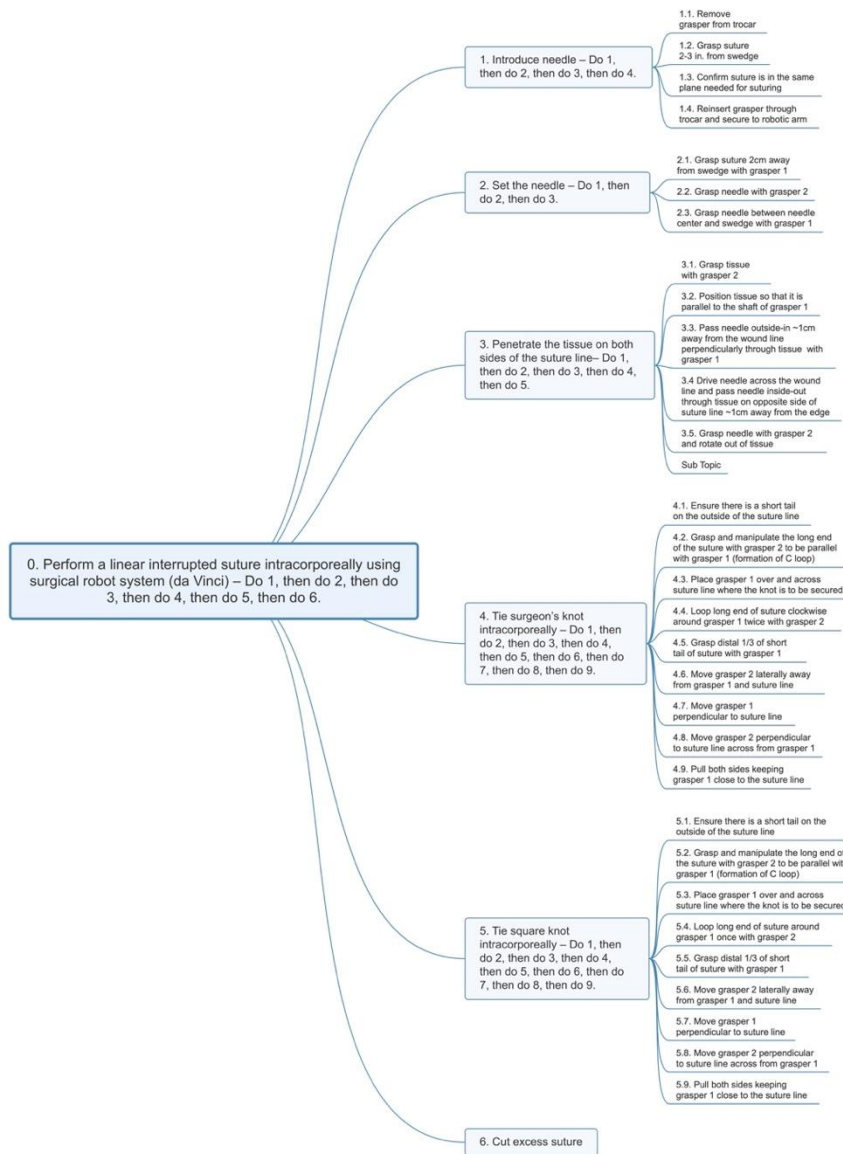 0. Perform a linear interrupted suture intracorporeally using
surgical robot system (da Vinci) – Do 1, then do 2, then do
3, then do 4, then do 5, then do 6.
1. Introduce needle – Do 1,
then do 2, then do 3, then do 4.
1.1. Remove
grasper from trocar
1.2. Grasp suture
2-3 in. from swedge
1.3. Confirm suture is in the same
plane needed for suturing
1.4. Reinsert grasper through
trocar and secure to robotic arm
2. Set the needle – Do 1, then
do 2, then do 3.
2.1. Grasp suture 2cm away
from swedge with grasper 1
2.2. Grasp needle with grasper 2
2.3. Grasp needle between needle
center and swedge with grasper 1
3. Penetrate the tissue on both
sides of the suture line– Do 1,
then do 2, then do 3, then do 4,
then do 5.
3.1. Grasp tissue
with grasper 2
3.2. Position tissue so that it is
parallel to the shaft of grasper 1
3.3. Pass needle outside-in ~1cm
away from the wound line
perpendicularly through tissue with
grasper 1
3.4 Drive needle across the wound
line and pass needle inside-out
through tissue on opposite side of
suture line ~1cm away from the edge
3.5. Grasp needle with grasper 2
and rotate out of tissue
Sub Topic
4. Tie surgeon's knot
intracorporeally – Do 1, then
do 2, then do 3, then do 4,
then do 5, then do 6, then do
7, then do 8, then do 9.
4.1. Ensure there is a short tail
on the outside of the suture line
4.2. Grasp and manipulate the long end
of the suture with grasper 2 to be parallel
with grasper 1 (formation of C loop)
4.3. Place grasper 1 over and across
suture line where the knot is to be secured
4.4. Loop long end of suture clockwise
around grasper 1 twice with grasper 2
4.5. Grasp distal 1/3 of short
tail of suture with grasper 1
4.6. Move grasper 2 laterally away
from grasper 1 and suture line
4.7. Move grasper 1
perpendicular to suture line
4.8. Move grasper 2 perpendicular
to suture line across from grasper 1
4.9. Pull both sides keeping
grasper 1 close to the suture line
5. Tie square knot
intracorporeally – Do 1, then
do 2, then do 3, then do 4,
then do 5, then do 6, then do
7, then do 8, then do 9.
5.1. Ensure there is a short tail on the
outside of the suture line
5.2. Grasp and manipulate the long end of
the suture with grasper 2 to be parallel wit
grasper 1 (formation of C loop)
5.3. Place grasper 1 over and across
suture line where the knot is to be secured
5.4. Loop long end of suture around
grasper 1 once with grasper 2
5.5. Grasp distal 1/3 of short
tail of suture with grasper 1
5.6. Move grasper 2 laterally away
from grasper 1 and suture line
5.7. Move grasper 1
perpendicular to suture line
5.8. Move grasper 2 perpendicular
to suture line across from grasper 1
5.9. Pull both sides keeping
grasper 1 close to the suture line
6. Cut excess suture